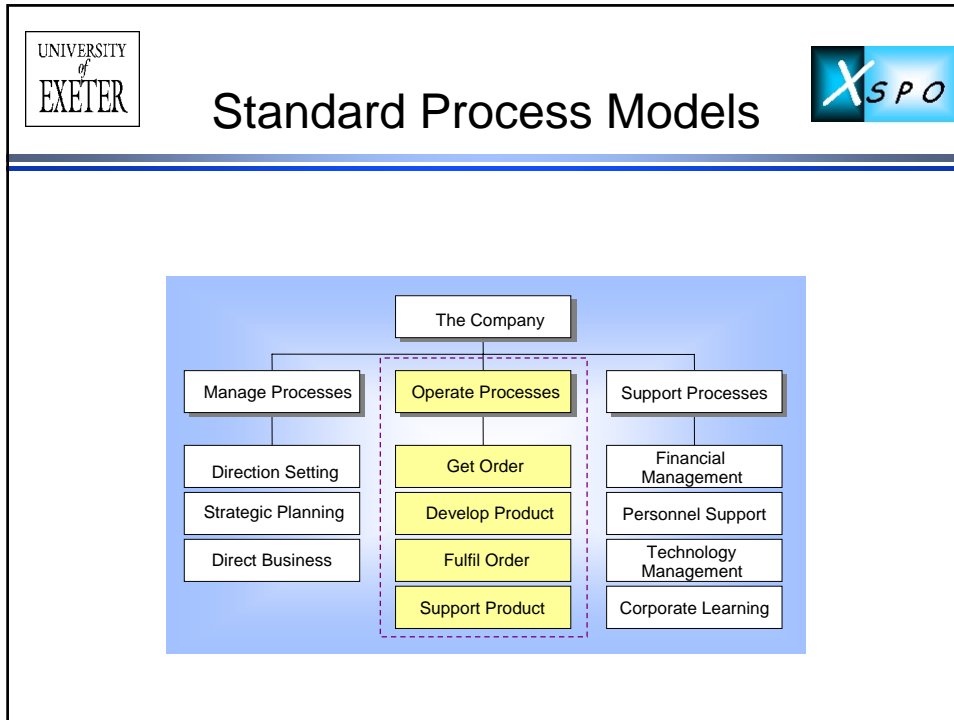 UNIVERSITY
of
EXETER
Standard Process Models
XSPO
The Company
Manage Processes
Operate Processes
Support Processes
Direction Setting
Strategic Planning
Direct Business
Get Order
Develop Product
Fulfil Order
Support Product
Financial
Management
Personnel Support
Technology
Management
Corporate Learning